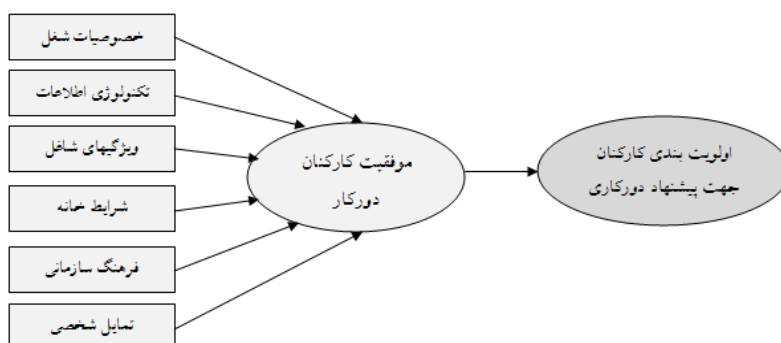 خصوصیات شغل
تکنولوژی اطلاعات
ویژگیهای شاغل
شرایط خانه
فرهنگ سازمانی
تمایل شخصی
موفقیت کارکنان
دورکار
اولویت بندی کارکنان
جهت پیشنهاد دورکاری